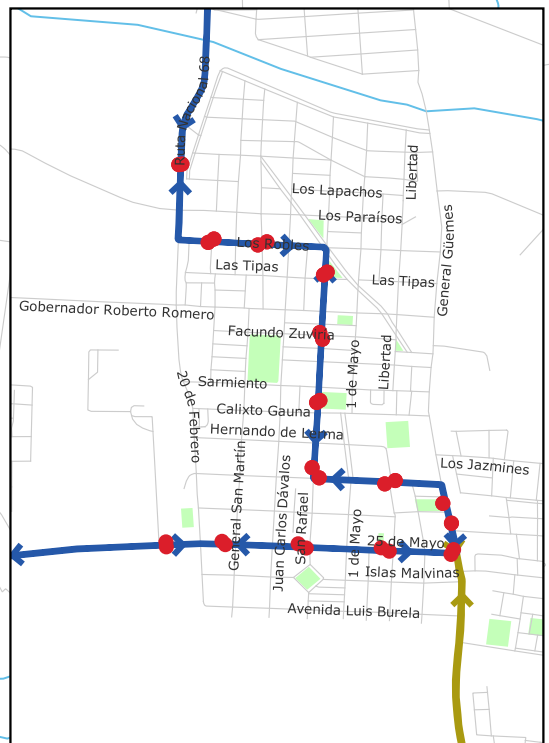 Ruta Nacional 68
Libertad
Los Lapachos
Los Paraísos
General Güemes
Los Robles
Las Tipas
Las Tipas
Gobernador Roberto Romero
Facundo Zuviría
1 de Mayo
Libertad
20 de Febrero
Sarmiento
Calixto Gauna
Hernando de Lerma
General San Martín
Juan Carlos Dávalos
San Rafael
Los Jazmines
1 de Mayo
25 de Mayo
Islas Malvinas
Avenida Luis Burela